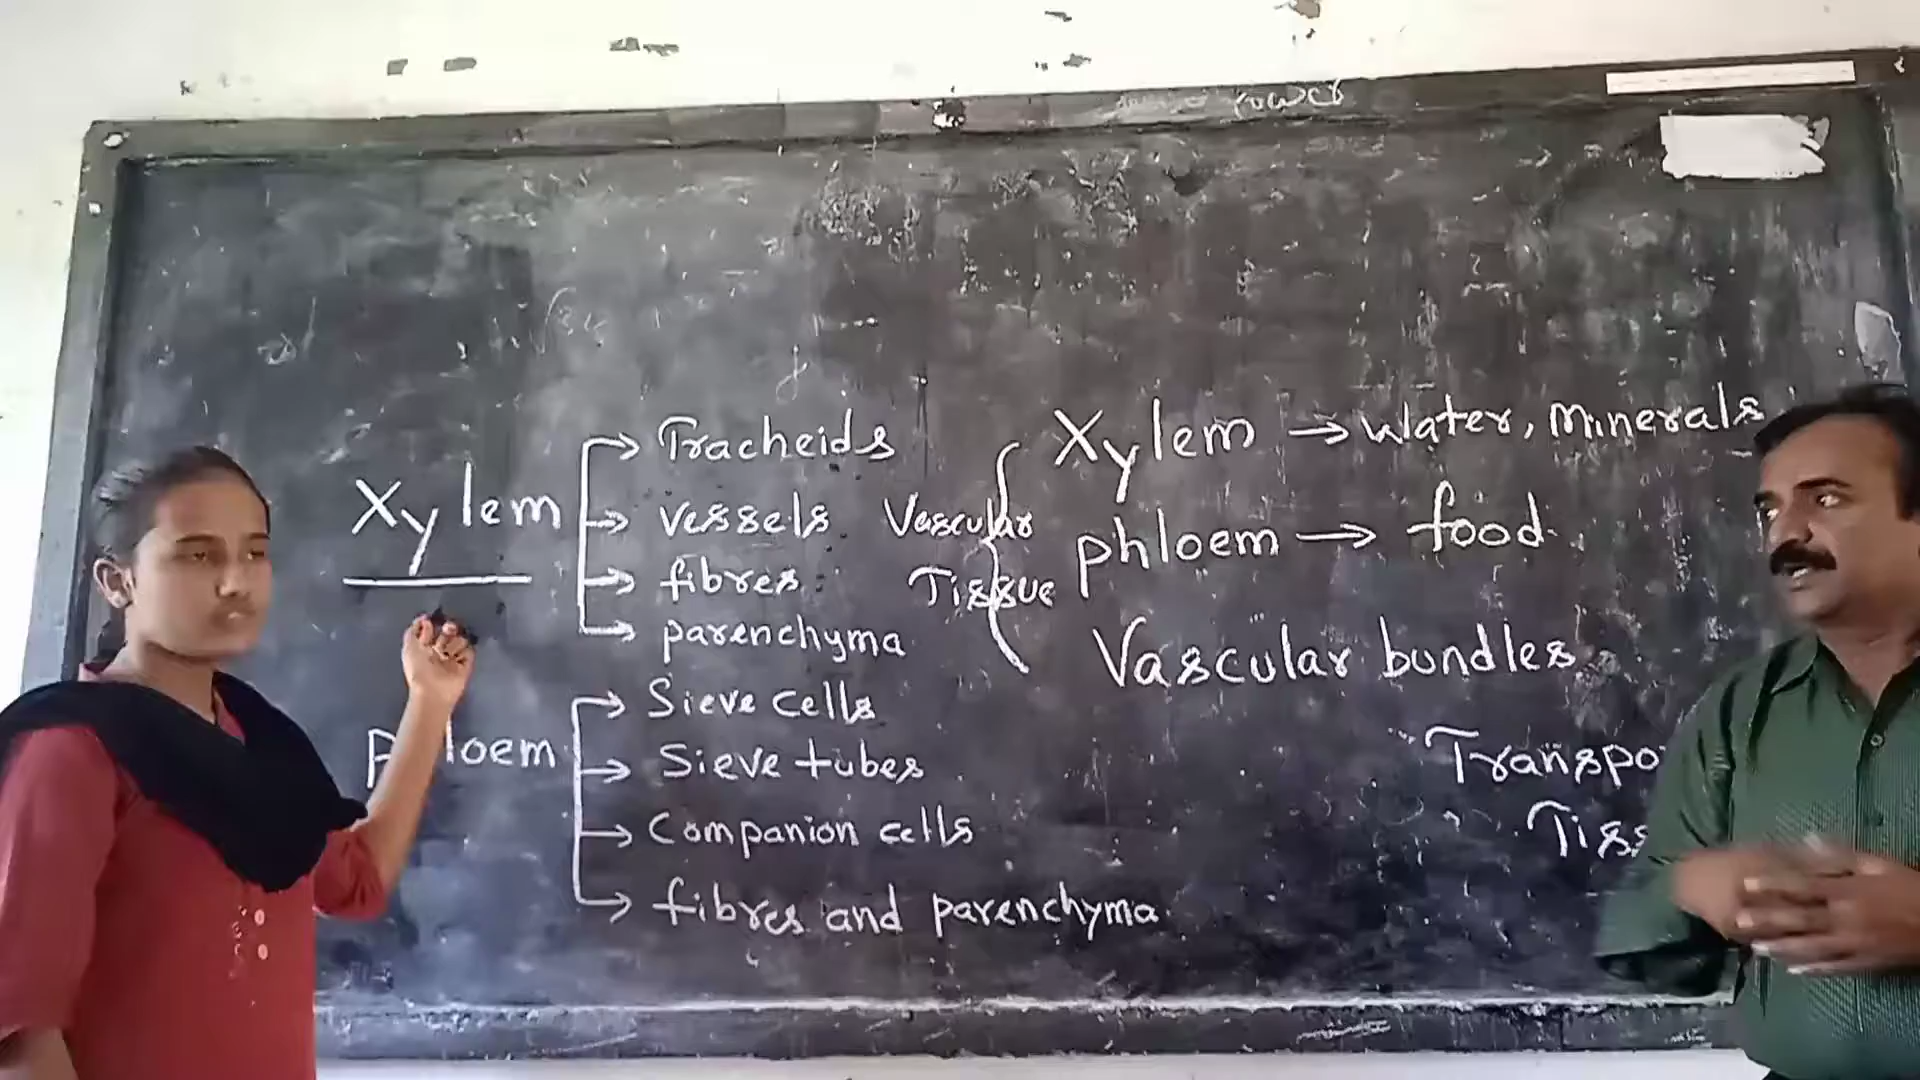 Xylem
Tracheids
vessels
fibres
parenchyma
Vascular
Tissue
Xylem → water, Minerals
phloem → food
Vascular bundles
loem
Sieve cells
Sieve tubes
Companion cells
fibres and parenchyma
Transpo
Tiss